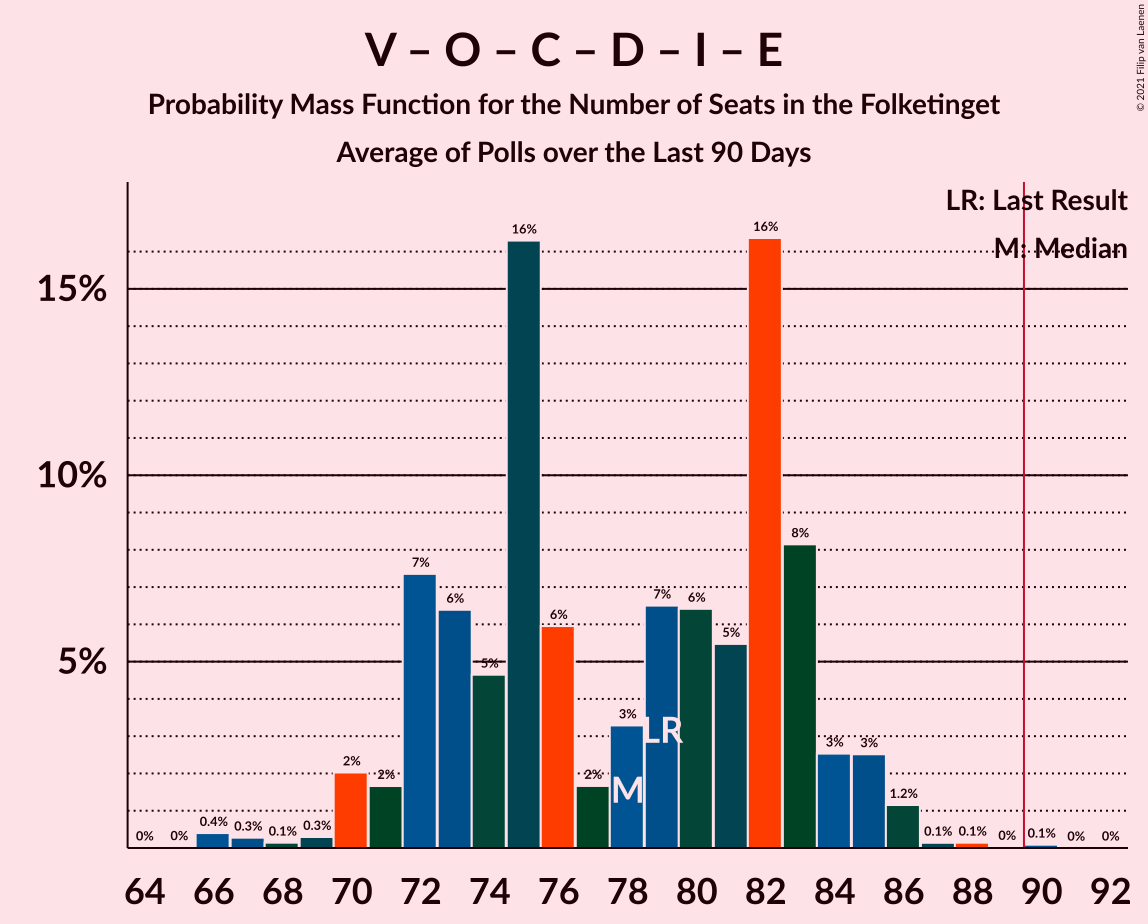 V – O – C – D – I – E
Probability Mass Function for the Number of Seats in the Folketinget
Average of Polls over the Last 90 Days
© 2021 Filip van Laenen
LR: Last Result
M: Median
15%
10%
5%
0% 0% 0.4% 0.3% 0.1% 0.3% 2% 2% 7% 6% 5% 16% 6% 2% 3% 7% 6% 5% 16% 8% 3% 3% 1.2% 0.1% 0.1% 0% 0.1% 0% 0%
LR
M
64 66 68 70 72 74 76 78 80 82 84 86 88 90 92